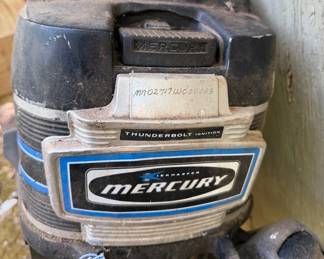 MERCURY
THUNDERBOLT IGNITION
KIEKHAEFER
MERCURY